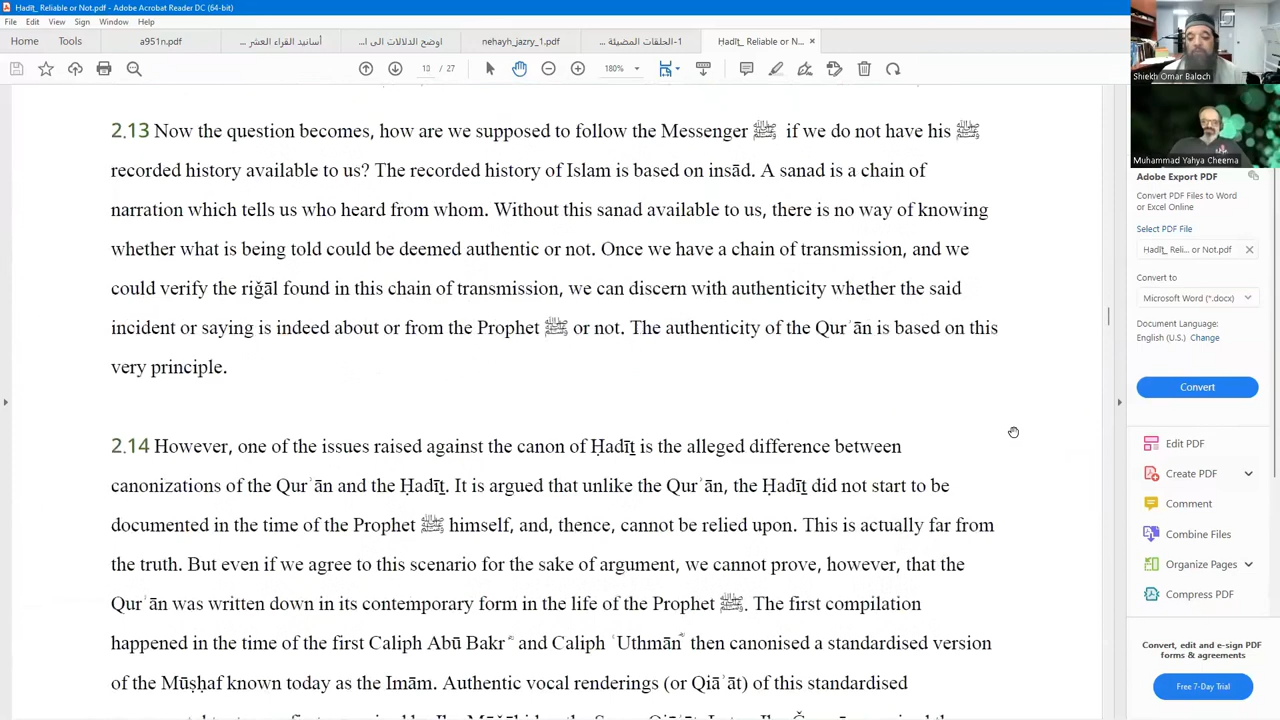 Hadīṯ_ Reliable or Not.pdf - Adobe Acrobat Reader DC (64-bit)
File Edit View Sign Window Help
Home Tools a951n.pdf أسانيد القراء العشر ... ...وضح الدلالات الى ا nehayh_jazry_1.pdf 1-الحلقات المضيئة ... Hadīṯ_ Reliable or N... ×
10 / 27 180%
2.13 Now the question becomes, how are we supposed to follow the Messenger ﷺ if we do not have his ﷺ
recorded history available to us? The recorded history of Islam is based on insād. A sanad is a chain of
narration which tells us who heard from whom. Without this sanad available to us, there is no way of knowing
whether what is being told could be deemed authentic or not. Once we have a chain of transmission, and we
could verify the riǧāl found in this chain of transmission, we can discern with authenticity whether the said
incident or saying is indeed about or from the Prophet ﷺ or not. The authenticity of the Qurʾān is based on this
very principle.
2.14 However, one of the issues raised against the canon of Ḥadīṯ is the alleged difference between
canonizations of the Qurʾān and the Ḥadīṯ. It is argued that unlike the Qurʾān, the Ḥadīṯ did not start to be
documented in the time of the Prophet ﷺ himself, and, thence, cannot be relied upon. This is actually far from
the truth. But even if we agree to this scenario for the sake of argument, we cannot prove, however, that the
Qurʾān was written down in its contemporary form in the life of the Prophet ﷺ. The first compilation
happened in the time of the first Caliph Abū Bakr and Caliph ʿUthmān then canonised a standardised version
of the Mūṣḥaf known today as the Imām. Authentic vocal renderings (or Qiāʾāt) of this standardised
Shiekh Omar Baloch
Muhammad Yahya Cheema
Adobe Export PDF
Convert PDF Files to Word
or Excel Online
Select PDF File
Hadīṯ_ Reli... or Not.pdf ×
Convert to
Microsoft Word (*.docx)
Document Language:
English (U.S.) Change
Convert
Edit PDF
Create PDF
Comment
Combine Files
Organize Pages
Compress PDF
Convert, edit and e-sign PDF
forms & agreements
Free 7-Day Trial